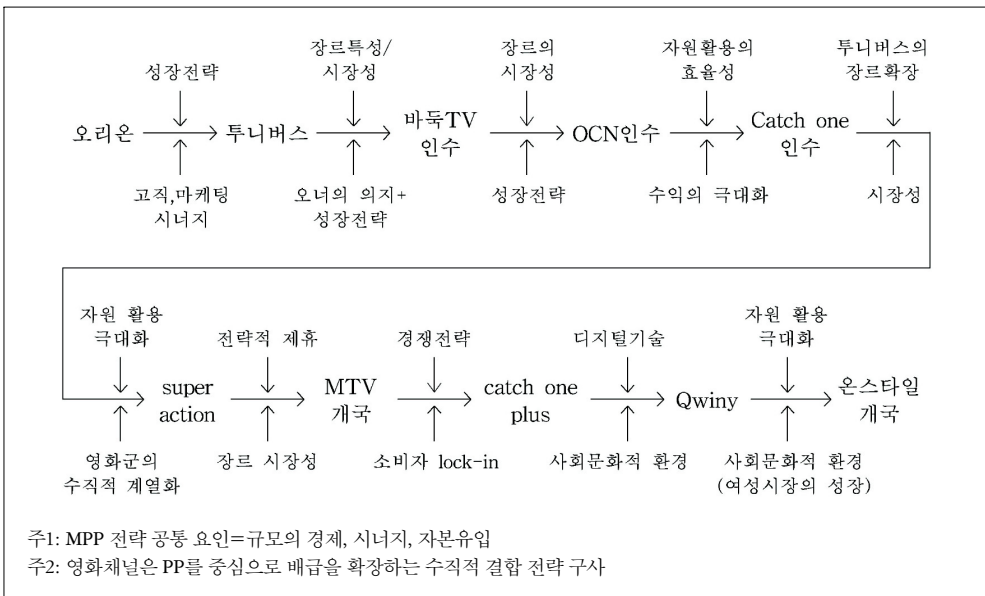 성장전략
장르특성/
시장성
장르의
시장성
자원활용의
효율성
투니버스의
장르확장
오리온
투니버스
바둑TV
인수
OCN인수
Catch one
인수
고직,마케팅
시너지
오너의 의지+
성장전략
성장전략
수익의 극대화
시장성
자원 활용
극대화
전략적 제휴
경쟁전략
디지털기술
자원 활용
극대화
super
action
MTV
개국
catch one
plus
Qwiny
온스타일
개국
영화군의
수직적 계열화
장르 시장성
소비자 lock-in
사회문화적 환경
사회문화적 환경
(여성시장의 성장)
주1: MPP 전략 공통 요인=규모의 경제, 시너지, 자본유입
주2: 영화채널은 PP를 중심으로 배급을 확장하는 수직적 결합 전략 구사